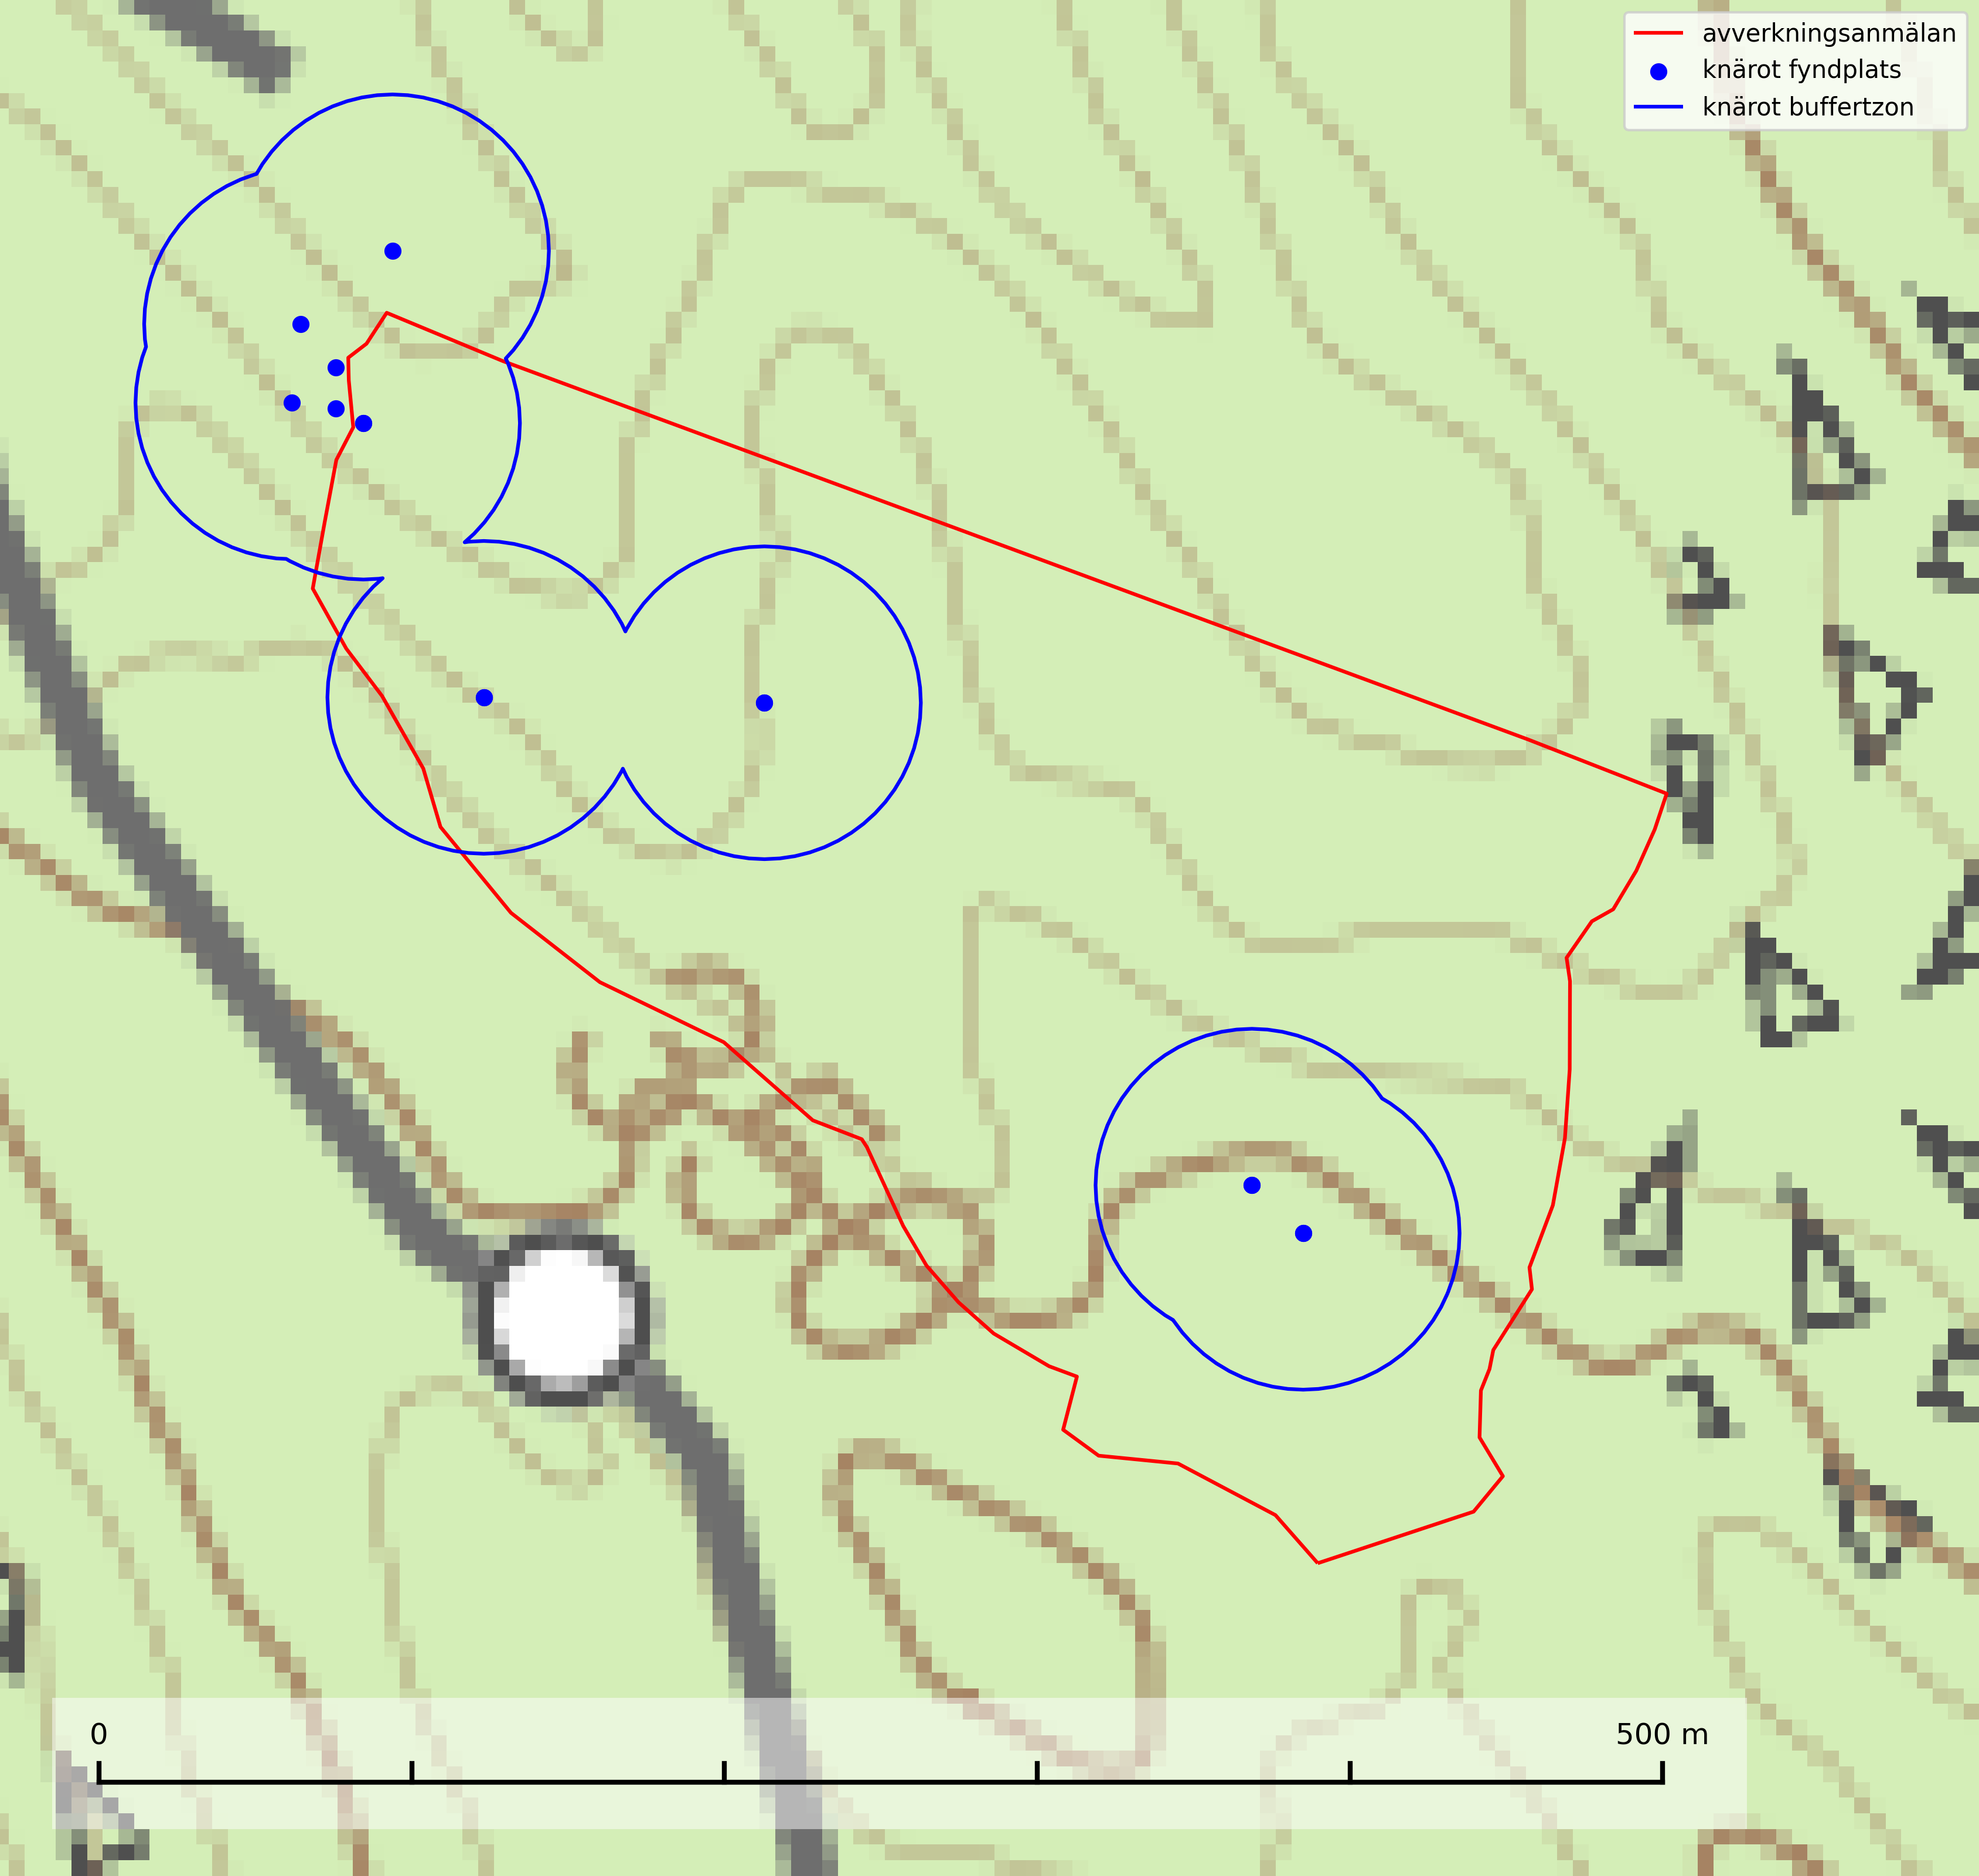 avverkningsanmälan
knärot fyndplats
knärot buffertzon
0
500 m